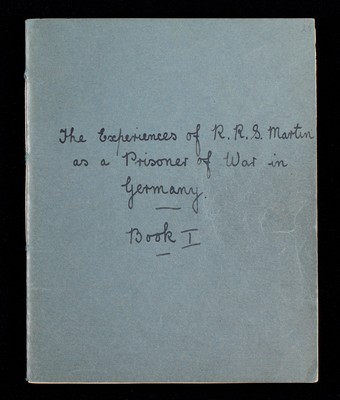 The Experiences of R. R. S. Martin
as a Prisoner of War in
Germany.
Book I